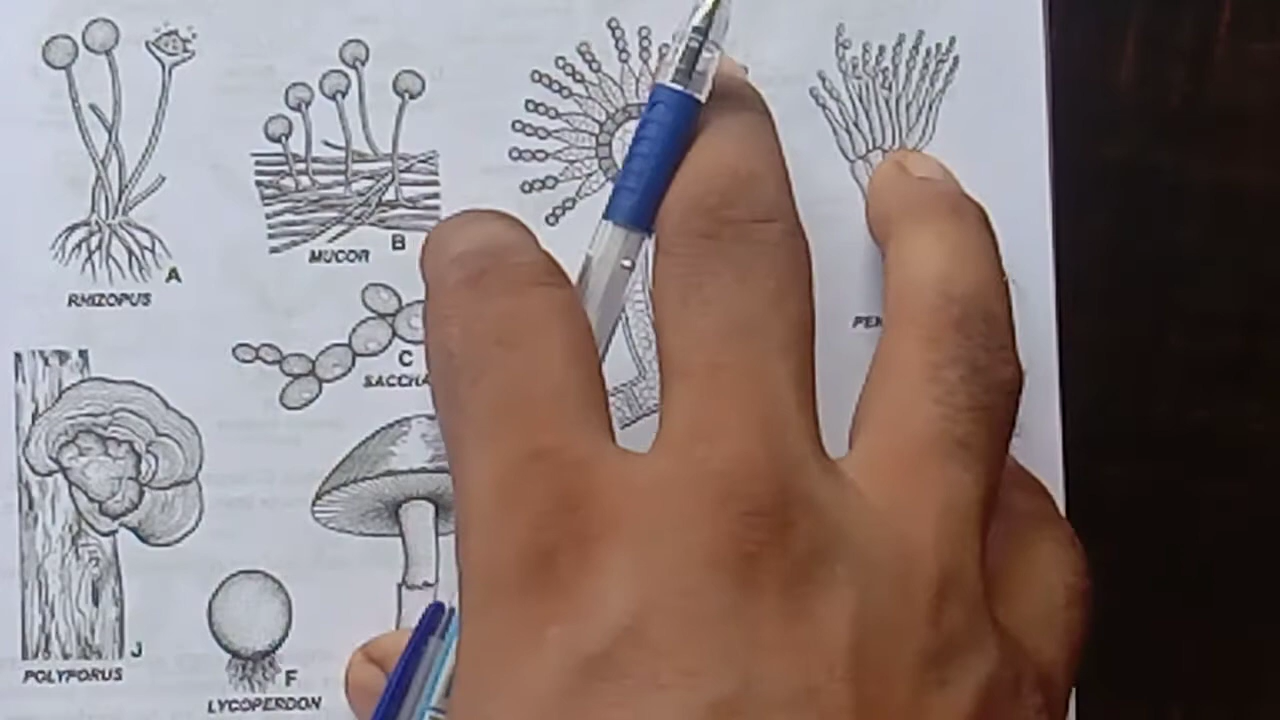 A
RHIZOPUS
B
MUCOR
C
SACCHA
PEN
J
POLYPORUS
F
LYCOPERDON